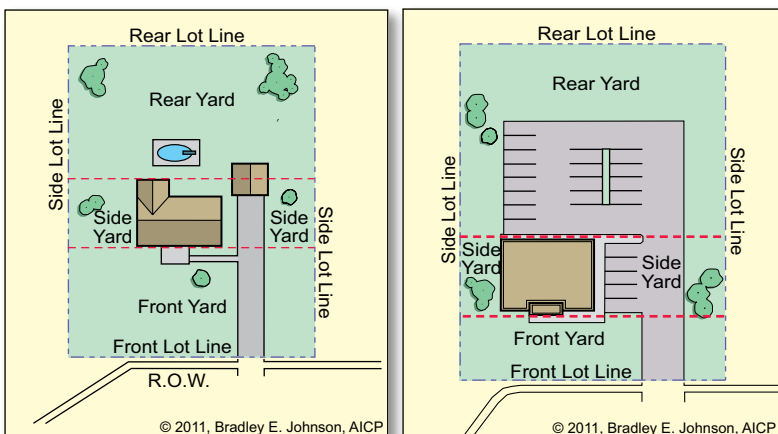 Rear Lot Line
Rear Yard
Side Lot Line
Side
Yard
Side
Yard
Side Lot Line
Front Yard
Front Lot Line
R.O.W.
© 2011, Bradley E. Johnson, AICP
Rear Lot Line
Rear Yard
Side Lot Line
Side Lot Line
Side
Yard
Side
Yard
Front Yard
Front Lot Line
© 2011, Bradley E. Johnson, AICP